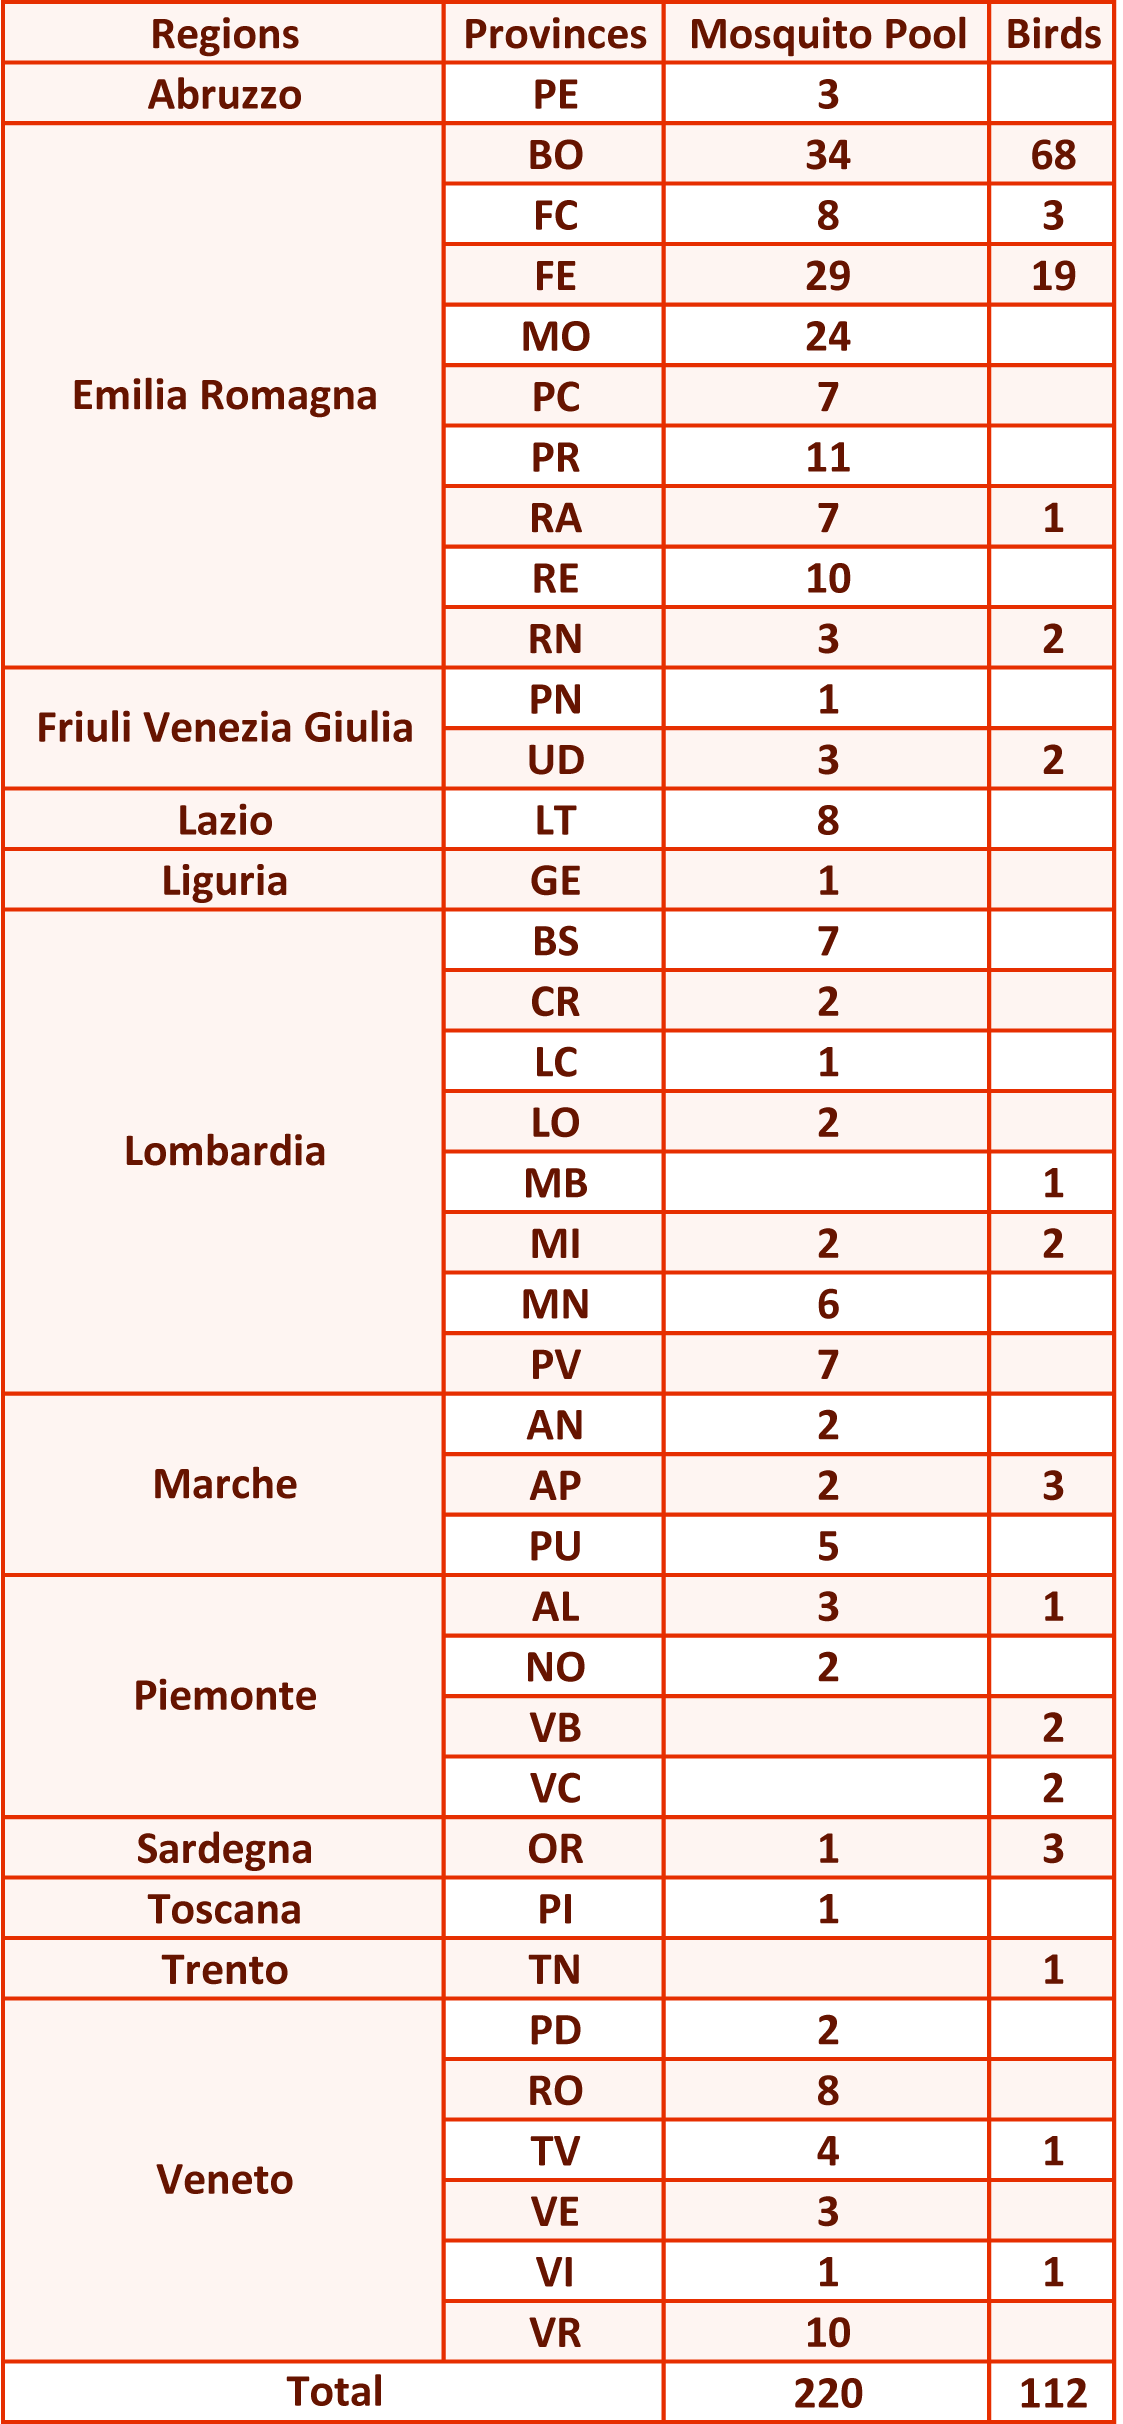 Regions Provinces Mosquito Pool Birds
Abruzzo PE 3
Emilia Romagna BO 34 68
FC 8 3
FE 29 19
MO 24
PC 7
PR 11
RA 7 1
RE 10
RN 3 2
Friuli Venezia Giulia PN 1
UD 3 2
Lazio LT 8
Liguria GE 1
Lombardia BS 7
CR 2
LC 1
LO 2
MB 1
MI 2 2
MN 6
PV 7
Marche AN 2
AP 2 3
PU 5
Piemonte AL 3 1
NO 2
VB 2
VC 2
Sardegna OR 1 3
Toscana PI 1
Trento TN 1
Veneto PD 2
RO 8
TV 4 1
VE 3
VI 1 1
VR 10
Total 220 112